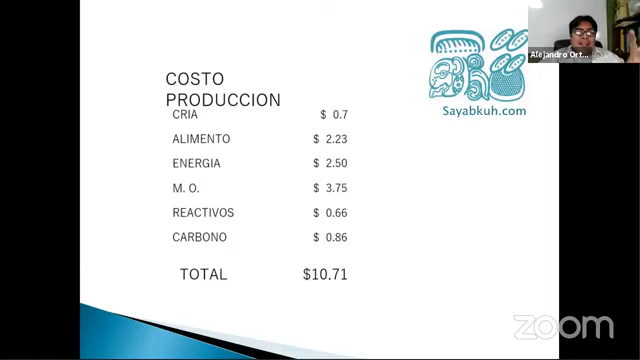 Alejandro Ort...
COSTO
PRODUCCION
CRIA $ 0.7
ALIMENTO $ 2.23
ENERGIA $ 2.50
M. O. $ 3.75
REACTIVOS $ 0.66
CARBONO $ 0.86
TOTAL $10.71
Sayabkuh.com
zoom